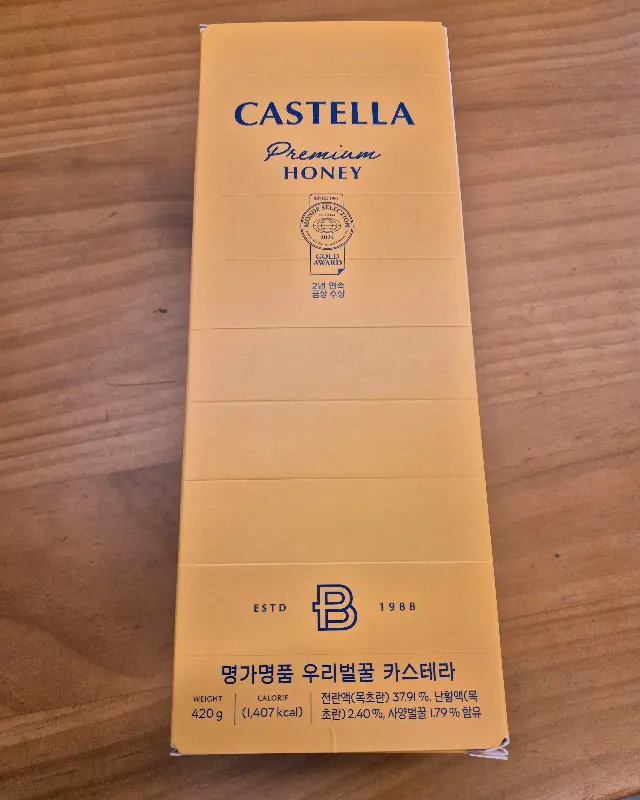 CASTELLA
Premium
HONEY
MONDE SELECTION
2024
GOLD
AWARD
2년 연속
금상 수상
ESTD B 1988
명가명품 우리벌꿀 카스테라
WEIGHT
420 g
CALORIE
(1,407 kcal)
전란액(목초란) 37.91 %, 난황액(목
초란) 2.40 %, 사양벌꿀 1.79 % 함유